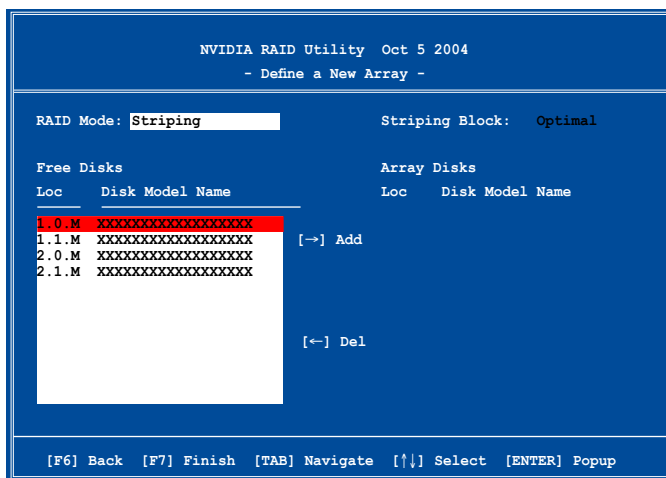 NVIDIA RAID Utility Oct 5 2004
- Define a New Array -
RAID Mode: Striping Striping Block: Optimal
Free Disks Array Disks
Loc Disk Model Name Loc Disk Model Name
1.0.M XXXXXXXXXXXXXXXXXX
1.1.M XXXXXXXXXXXXXXXXXX
[→] Add
2.0.M XXXXXXXXXXXXXXXXXX
2.1.M XXXXXXXXXXXXXXXXXX
[←] Del
[F6] Back [F7] Finish [TAB] Navigate [↑↓] Select [ENTER] Popup